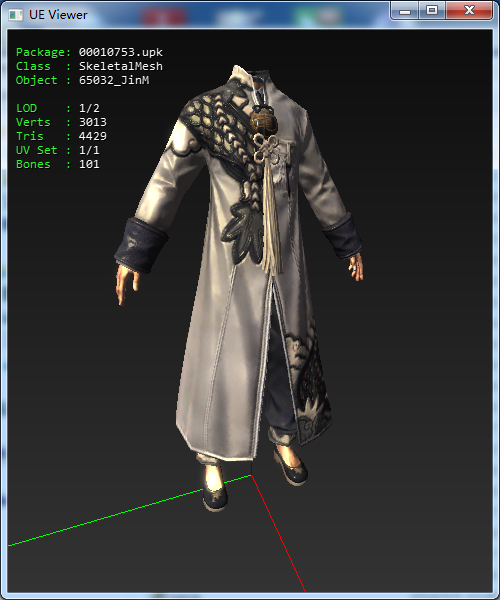 UE Viewer
Package: 00010753.upk
Class : SkeletalMesh
Object : 65032_JinM
LOD : 1/2
Verts : 3013
Tris : 4429
UV Set : 1/1
Bones : 101